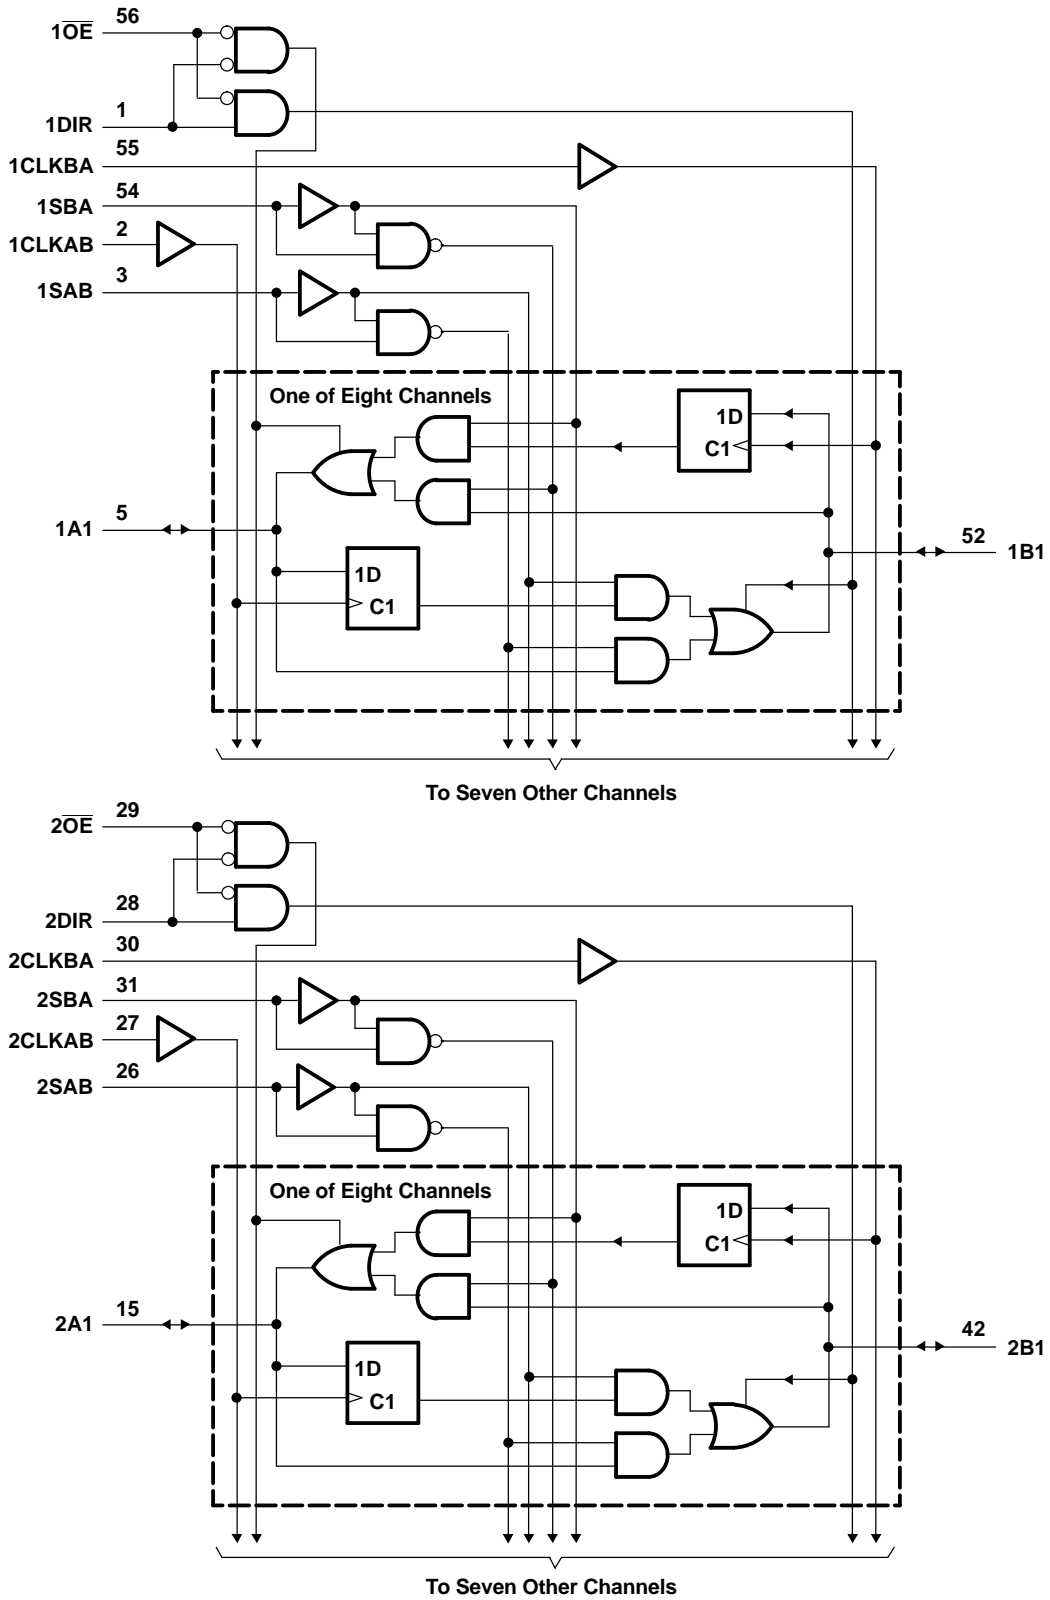 56
1O̅E̅
1
1DIR
55
1CLKBA
54
1SBA
2
1CLKAB
3
1SAB
One of Eight Channels
1D
C1
5
1A1
52
1B1
1D
C1
To Seven Other Channels
29
2O̅E̅
28
2DIR
30
2CLKBA
31
2SBA
27
2CLKAB
26
2SAB
One of Eight Channels
1D
C1
15
2A1
42
2B1
1D
C1
To Seven Other Channels